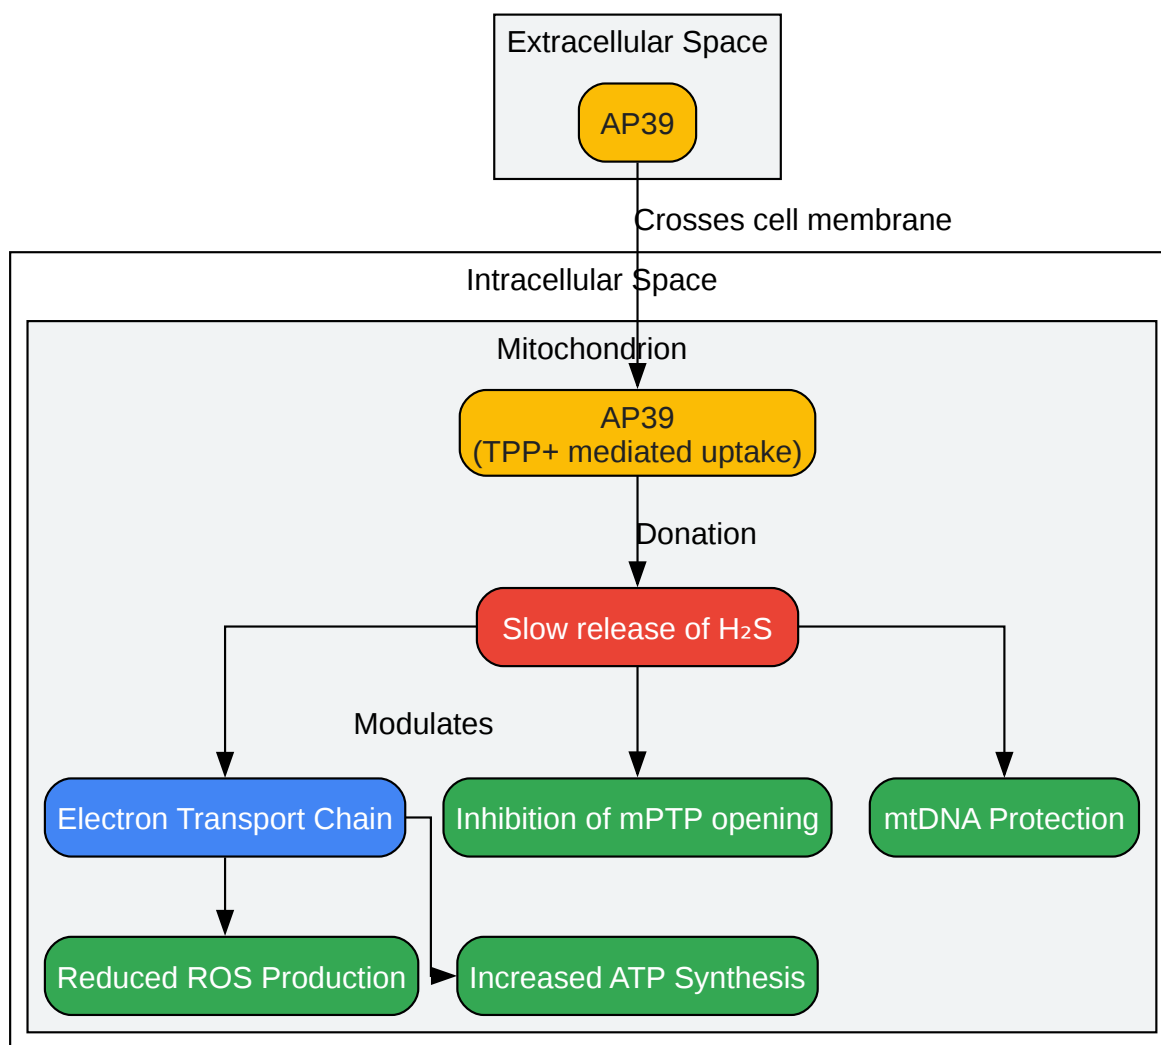 Extracellular Space
AP39
Crosses cell membrane
Intracellular Space
Mitochondrion
AP39
(TPP+ mediated uptake)
Donation
Slow release of H₂S
Modulates
Electron Transport Chain
Inhibition of mPTP opening
mtDNA Protection
Reduced ROS Production
Increased ATP Synthesis